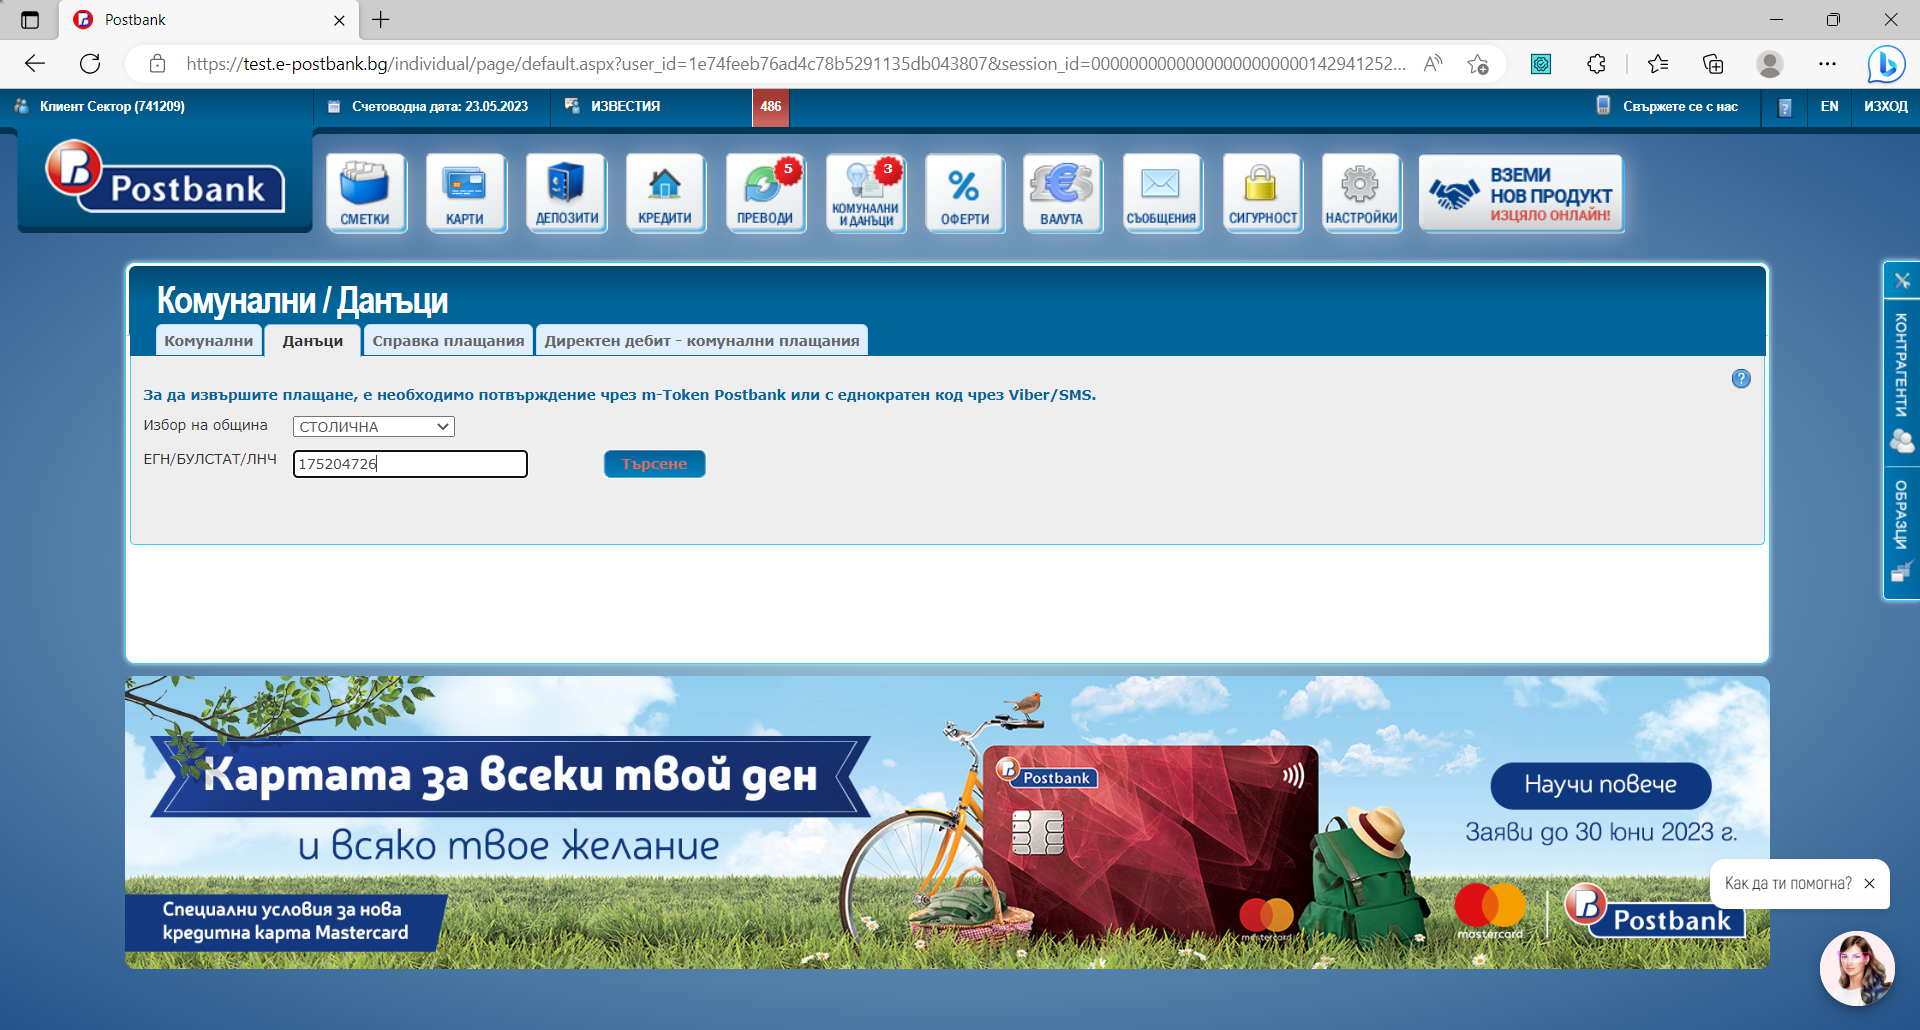 Postbank
https://test.e-postbank.bg/individual/page/default.aspx?user_id=1e74feeb76ad4c78b5291135db043807&session_id=00000000000000000000000142941252...
Клиент Сектор (741209)
Счетоводна дата: 23.05.2023
ИЗВЕСТИЯ
486
Свържете се с нас
EN
ИЗХОД
Postbank
СМЕТКИ
КАРТИ
ДЕПОЗИТИ
КРЕДИТИ
5
ПРЕВОДИ
3
КОМУНАЛНИ
И ДАНЪЦИ
ОФЕРТИ
ВАЛУТА
СЪОБЩЕНИЯ
СИГУРНОСТ
НАСТРОЙКИ
ВЗЕМИ
НОВ ПРОДУКТ
ИЗЦЯЛО ОНЛАЙН!
Комунални / Данъци
Комунални
Данъци
Справка плащания
Директен дебит - комунални плащания
За да извършите плащане, е необходимо потвърждение чрез m-Token Postbank или с еднократен код чрез Viber/SMS.
Избор на община
СТОЛИЧНА
ЕГН/БУЛСТАТ/ЛНЧ
175204726
Търсене
КОНТРАГЕНТИ
ОБРАЗЦИ
Картата за всеки твой ден
и всяко твое желание
Специални условия за нова
кредитна карта Mastercard
Postbank
mastercard
Научи повече
Заяви до 30 юни 2023 г.
mastercard
Postbank
Как да ти помогна?